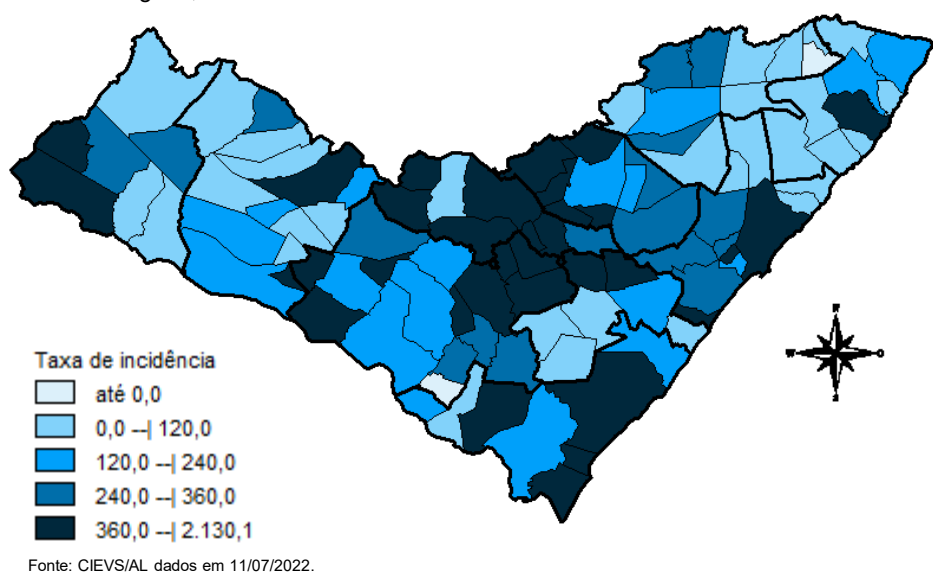 Taxa de incidência
até 0,0
0,0 --| 120,0
120,0 --| 240,0
240,0 --| 360,0
360,0 --| 2.130,1
Fonte: CIEVS/AL dados em 11/07/2022.